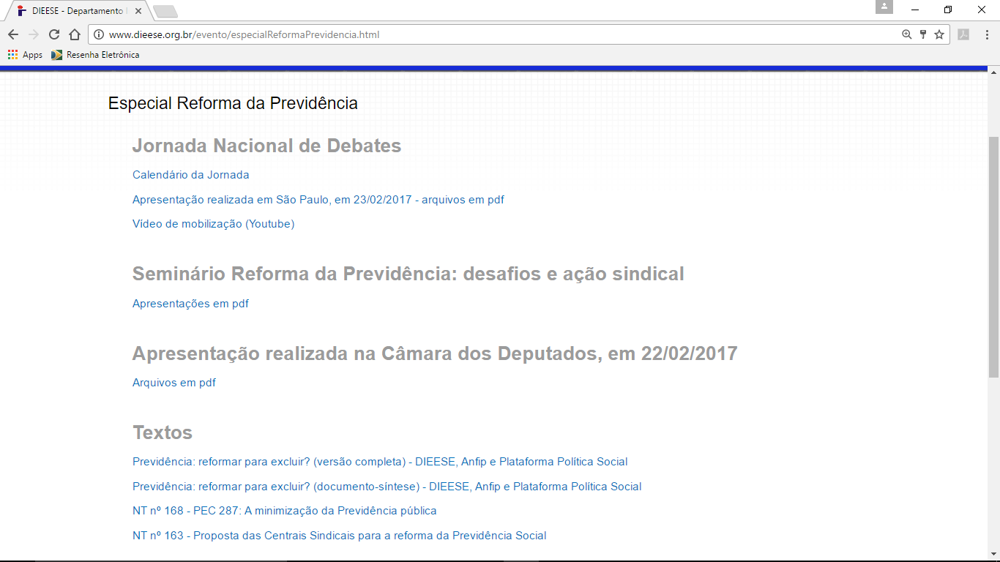 DIEESE - Departamento
www.dieese.org.br/evento/especialReformaPrevidencia.html
Apps Resenha Eletrônica
Especial Reforma da Previdência
Jornada Nacional de Debates
Calendário da Jornada
Apresentação realizada em São Paulo, em 23/02/2017 - arquivos em pdf
Vídeo de mobilização (Youtube)
Seminário Reforma da Previdência: desafios e ação sindical
Apresentações em pdf
Apresentação realizada na Câmara dos Deputados, em 22/02/2017
Arquivos em pdf
Textos
Previdência: reformar para excluir? (versão completa) - DIEESE, Anfip e Plataforma Política Social
Previdência: reformar para excluir? (documento-síntese) - DIEESE, Anfip e Plataforma Política Social
NT nº 168 - PEC 287: A minimização da Previdência pública
NT nº 163 - Proposta das Centrais Sindicais para a reforma da Previdência Social